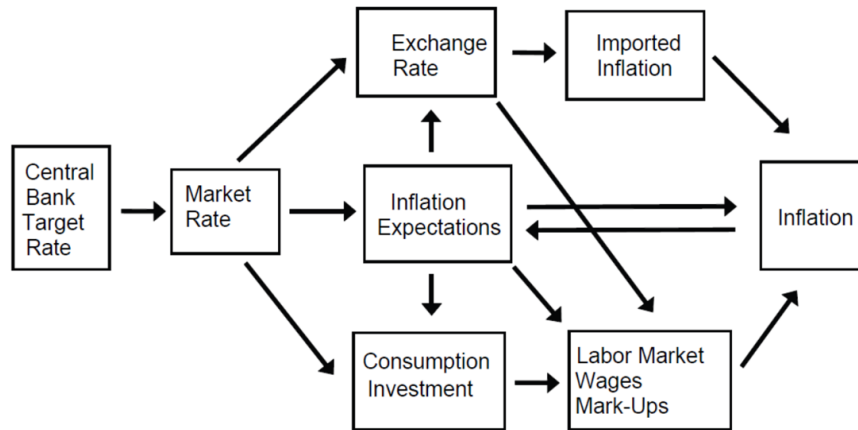 Exchange
Rate
Imported
Inflation
Central
Bank
Target
Rate
Market
Rate
Inflation
Expectations
Inflation
Consumption
Investment
Labor Market
Wages
Mark-Ups